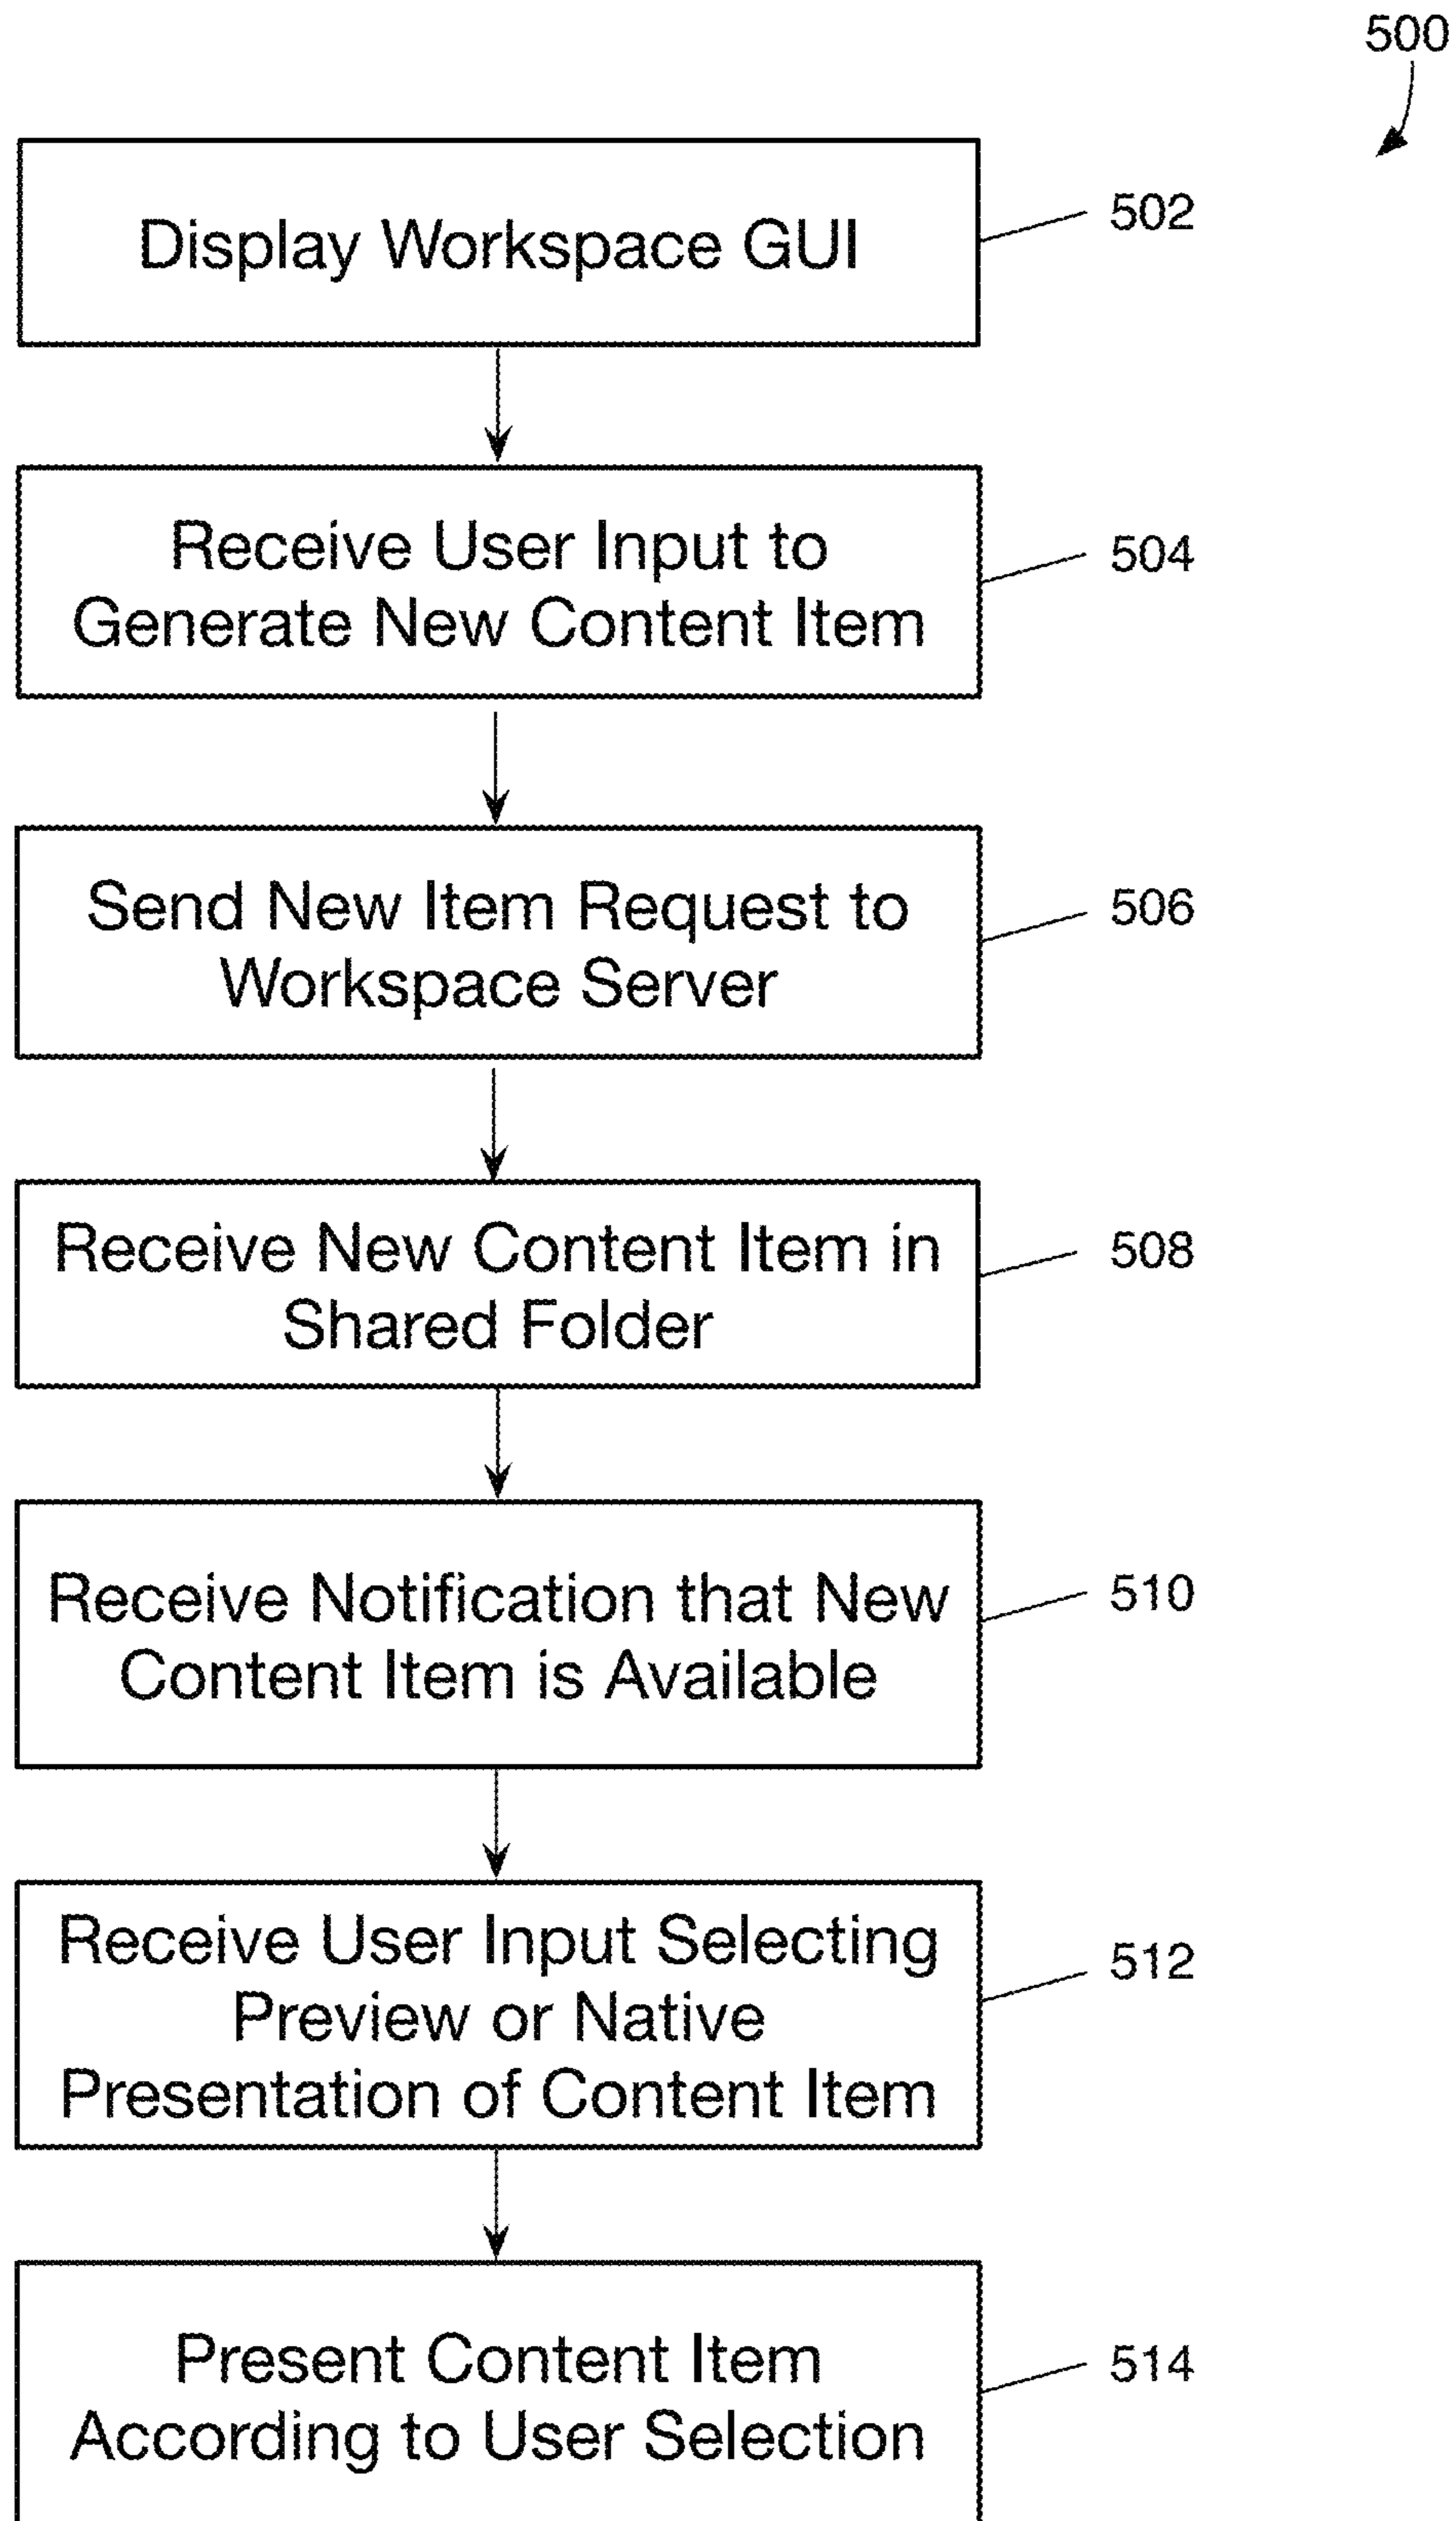 500
Display Workspace GUI
502
Receive User Input to
Generate New Content Item
504
Send New Item Request to
Workspace Server
506
Receive New Content Item in
Shared Folder
508
Receive Notification that New
Content Item is Available
510
Receive User Input Selecting
Preview or Native
Presentation of Content Item
512
Present Content Item
According to User Selection
514